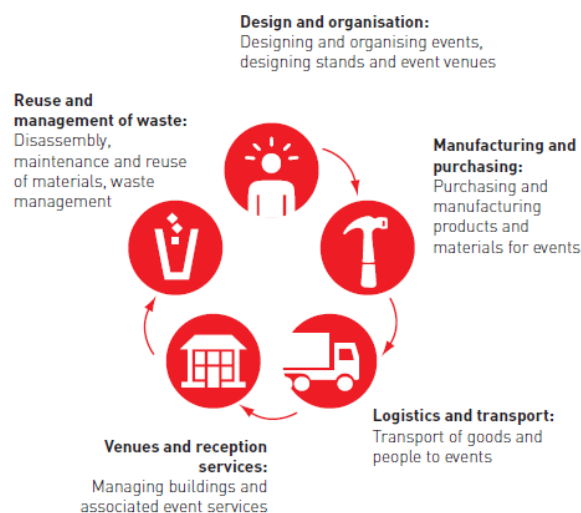 Design and organisation:
Designing and organising events,
designing stands and event venues
Manufacturing and
purchasing:
Purchasing and
manufacturing
products and
materials for events
Logistics and transport:
Transport of goods and
people to events
Venues and reception
services:
Managing buildings and
associated event services
Reuse and
management of waste:
Disassembly,
maintenance and reuse
of materials, waste
management